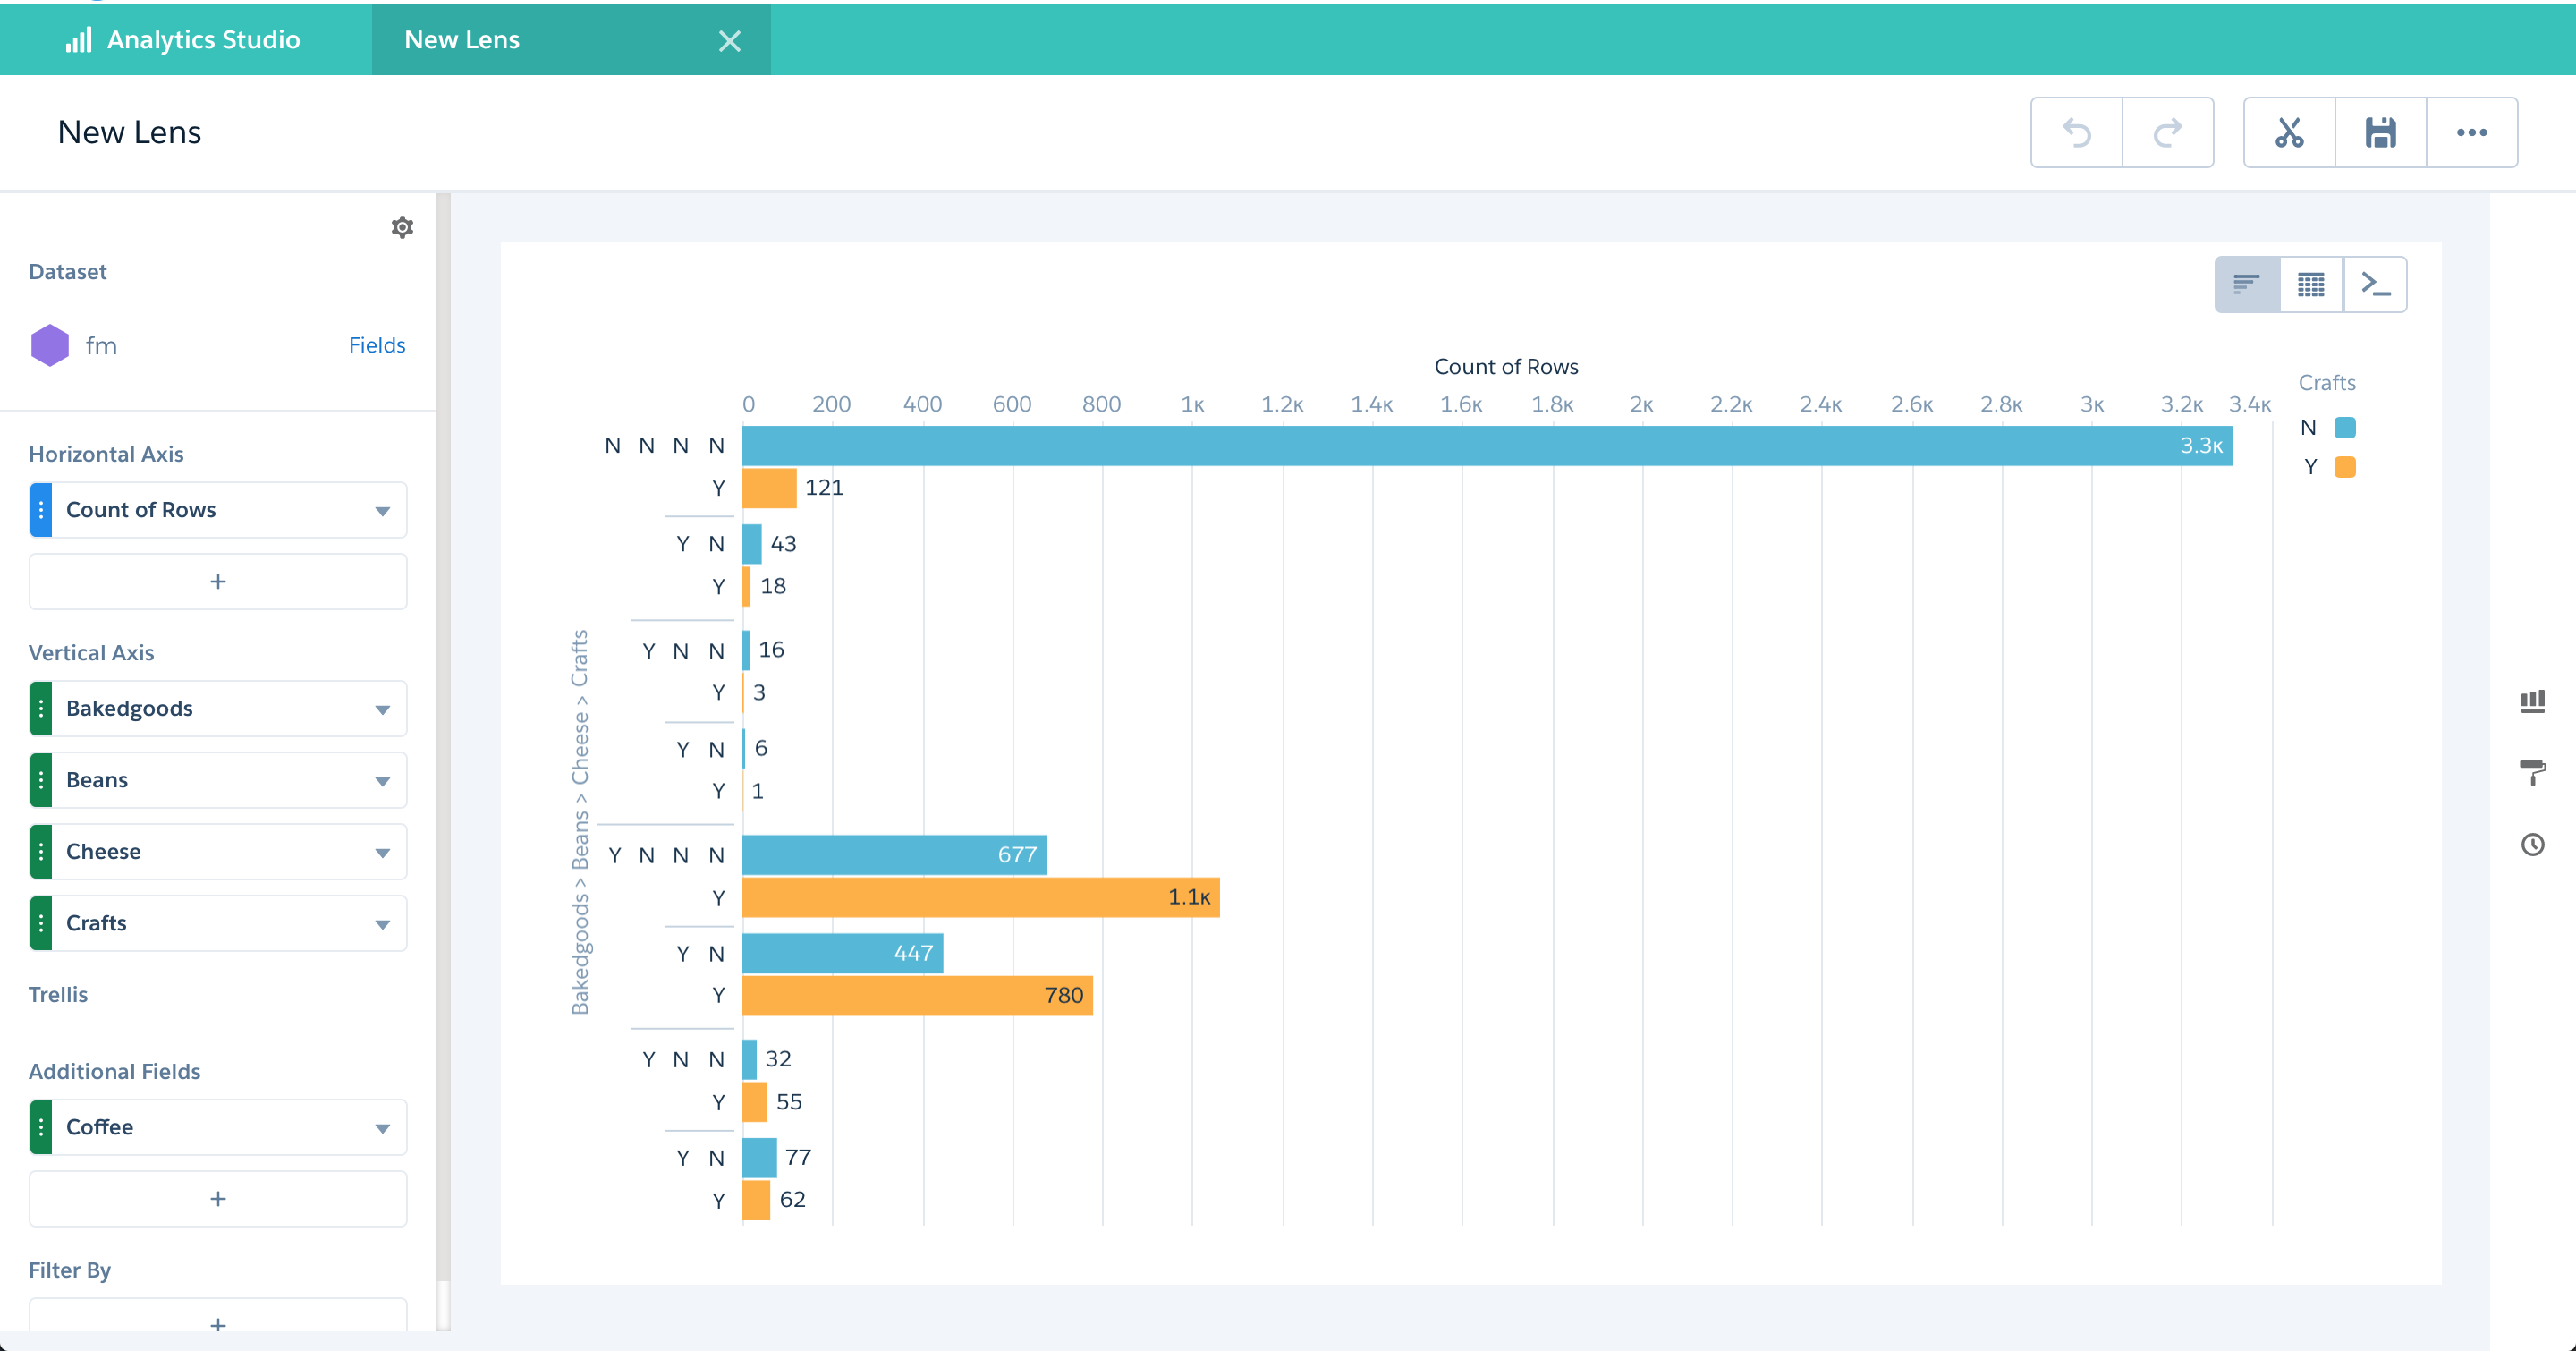 Analytics Studio
New Lens
New Lens
Dataset
fm
Fields
Horizontal Axis
Count of Rows
+
Vertical Axis
Bakedgoods
Beans
Cheese
Crafts
Trellis
Additional Fields
Coffee
+
Filter By
+
Count of Rows
0 200 400 600 800 1K 1.2K 1.4K 1.6K 1.8K 2K 2.2K 2.4K 2.6K 2.8K 3K 3.2K 3.4K
Bakedgoods > Beans > Cheese > Crafts
N N N N 3.3K
Y 121
Y N 43
Y 18
Y N N 16
Y 3
Y N 6
Y 1
Y N N N 677
Y 1.1K
Y N 447
Y 780
Y N N 32
Y 55
Y N 77
Y 62
Crafts
N
Y